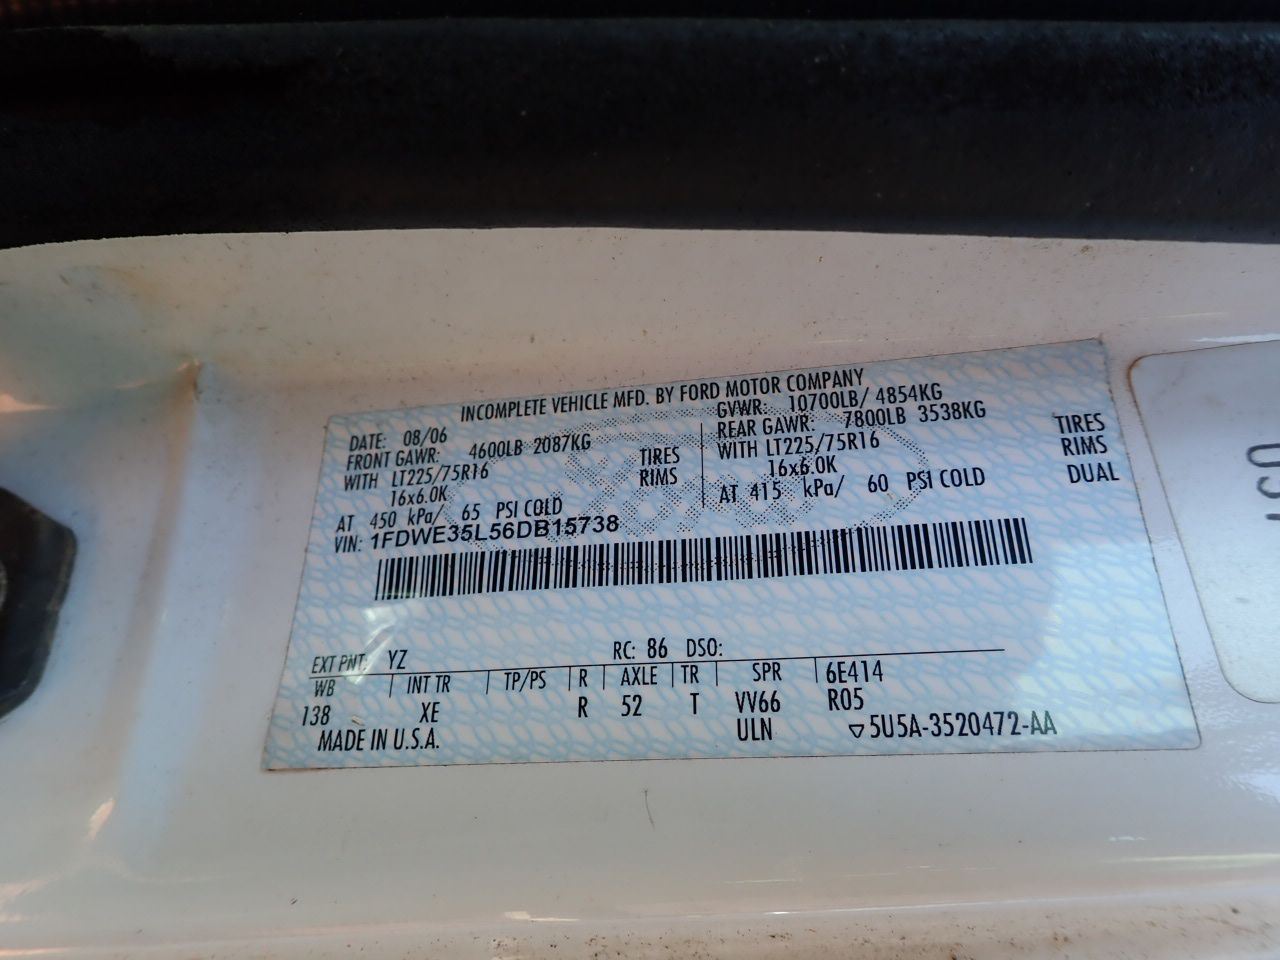 INCOMPLETE VEHICLE MFD. BY FORD MOTOR COMPANY
DATE: 08/06 GVWR: 10700LB/ 4854KG
FRONT GAWR: 4600LB 2087KG REAR GAWR: 7800LB 3538KG
WITH LT225/75R16 TIRES WITH LT225/75R16 TIRES
16x6.0K RIMS 16x6.0K RIMS
AT 450 kPa/ 65 PSI COLD AT 415 kPa/ 60 PSI COLD DUAL
VIN: 1FDWE35L56DB15738
EXT PNT: YZ RC: 86 DSO:
WB INT TR TP/PS R AXLE TR SPR 6E414
138 XE R 52 T VV66 R05
MADE IN U.S.A. ULN ▽5U5A-3520472-AA